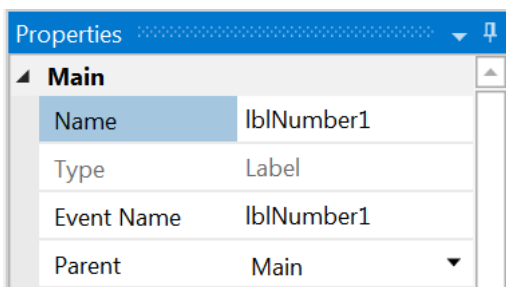 Properties
Main
Name lblNumber1
Type Label
Event Name lblNumber1
Parent Main